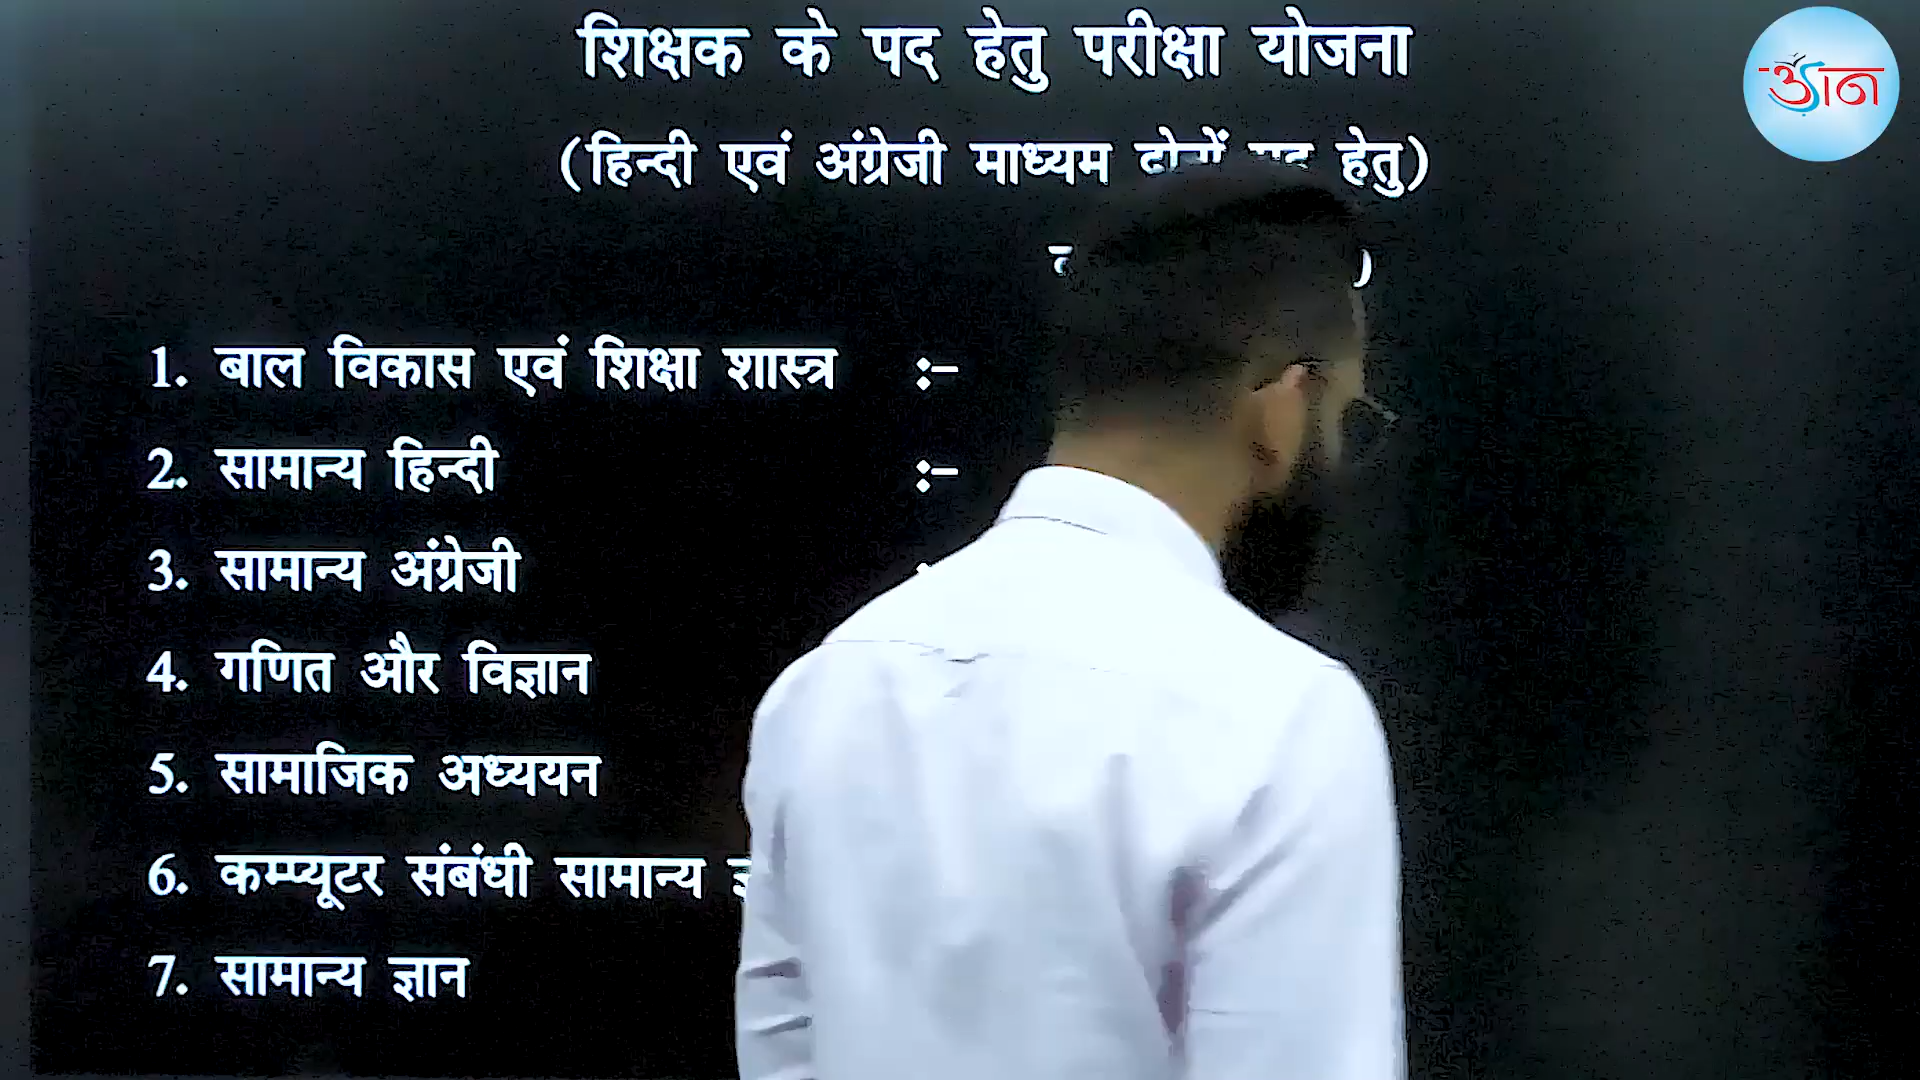 शिक्षक के पद हेतु परीक्षा योजना
उड़ान
(हिन्दी एवं अंग्रेजी माध्यम दोनों हेतु)
1. बाल विकास एवं शिक्षा शास्त्र :-
2. सामान्य हिन्दी :-
3. सामान्य अंग्रेजी
4. गणित और विज्ञान
5. सामाजिक अध्ययन
6. कम्प्यूटर संबंधी सामान्य
7. सामान्य ज्ञान